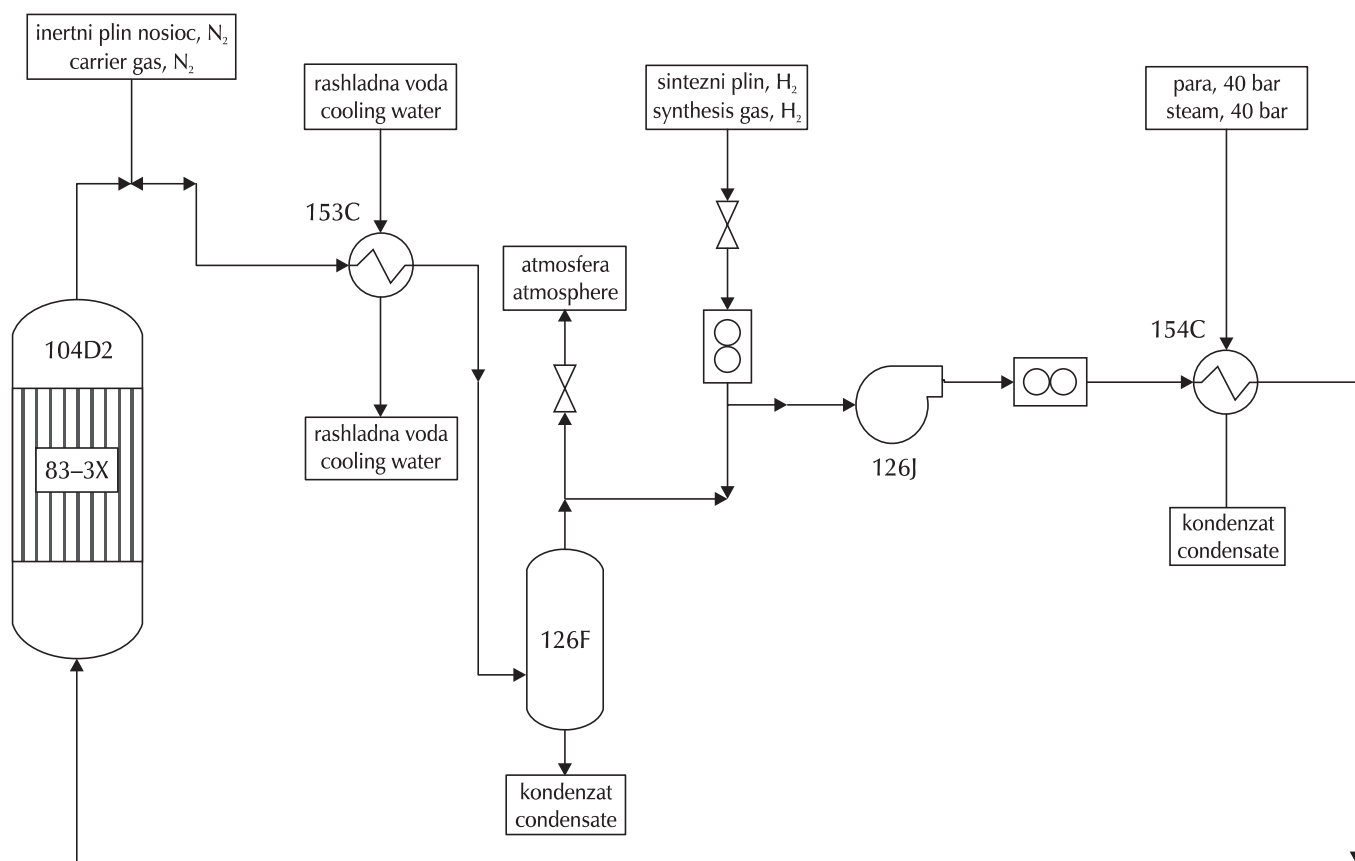 inertni plin nosioc, N₂
carrier gas, N₂
rashladna voda
cooling water
sintezni plin, H₂
synthesis gas, H₂
para, 40 bar
steam, 40 bar
153C
atmosfera
atmosphere
154C
104D2
83–3X
rashladna voda
cooling water
126J
kondenzat
condensate
126F
kondenzat
condensate